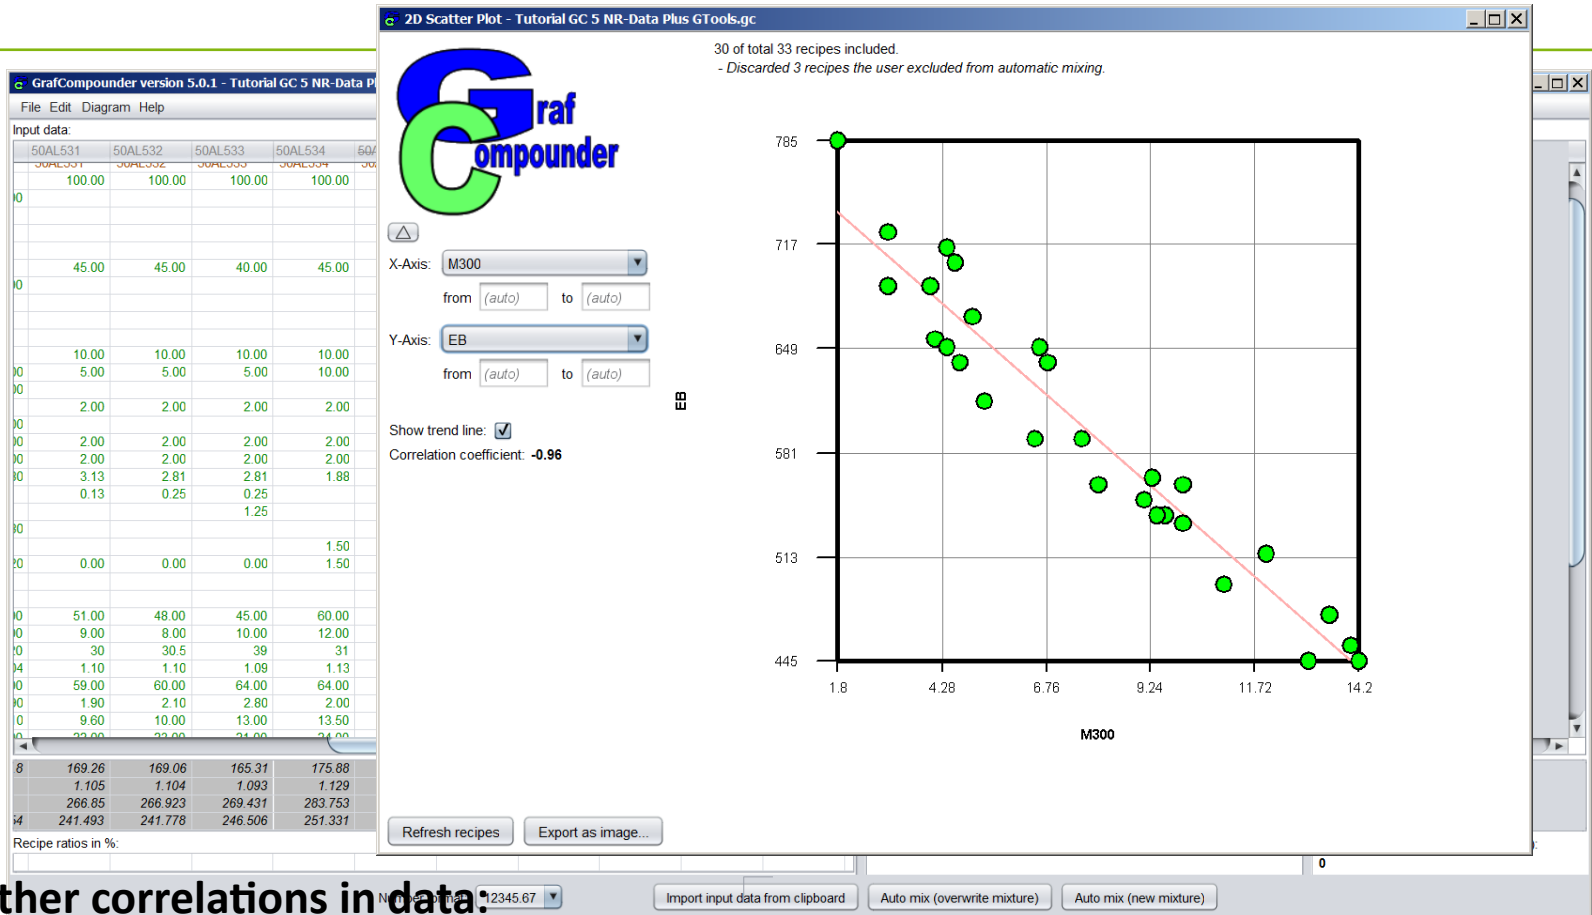 2D Scatter Plot - Tutorial GC 5 NR-Data Plus GTools.gc
30 of total 33 recipes included.
- Discarded 3 recipes the user excluded from automatic mixing.
Graf
Compounder
X-Axis: M300
from (auto) to (auto)
Y-Axis: EB
from (auto) to (auto)
Show trend line:
Correlation coefficient: -0.96
785
717
649
581
513
445
EB
1.8 4.28 6.76 9.24 11.72 14.2
M300
Refresh recipes Export as image...
GrafCompounder version 5.0.1 - Tutorial GC 5 NR-Data
File Edit Diagram Help
Input data:
50AL531 50AL532 50AL533 50AL534
50AL531 50AL532 50AL533 50AL534
100.00 100.00 100.00 100.00
45.00 45.00 40.00 45.00
10.00 10.00 10.00 10.00
5.00 5.00 5.00 10.00
2.00 2.00 2.00 2.00
2.00 2.00 2.00 2.00
2.00 2.00 2.00 2.00
3.13 2.81 2.81 1.88
0.13 0.25 0.25
1.25
1.50
0.00 0.00 0.00 1.50
51.00 48.00 45.00 60.00
9.00 8.00 10.00 12.00
30 30.5 39 31
1.10 1.10 1.09 1.13
59.00 60.00 64.00 64.00
1.90 2.10 2.80 2.00
9.60 10.00 13.00 13.50
8 169.26 169.06 165.31 175.88
1.105 1.104 1.093 1.129
266.85 266.923 269.431 283.753
54 241.493 241.778 246.506 251.331
Recipe ratios in %:
0
ther correlations in data:
12345.67
Import input data from clipboard Auto mix (overwrite mixture) Auto mix (new mixture)